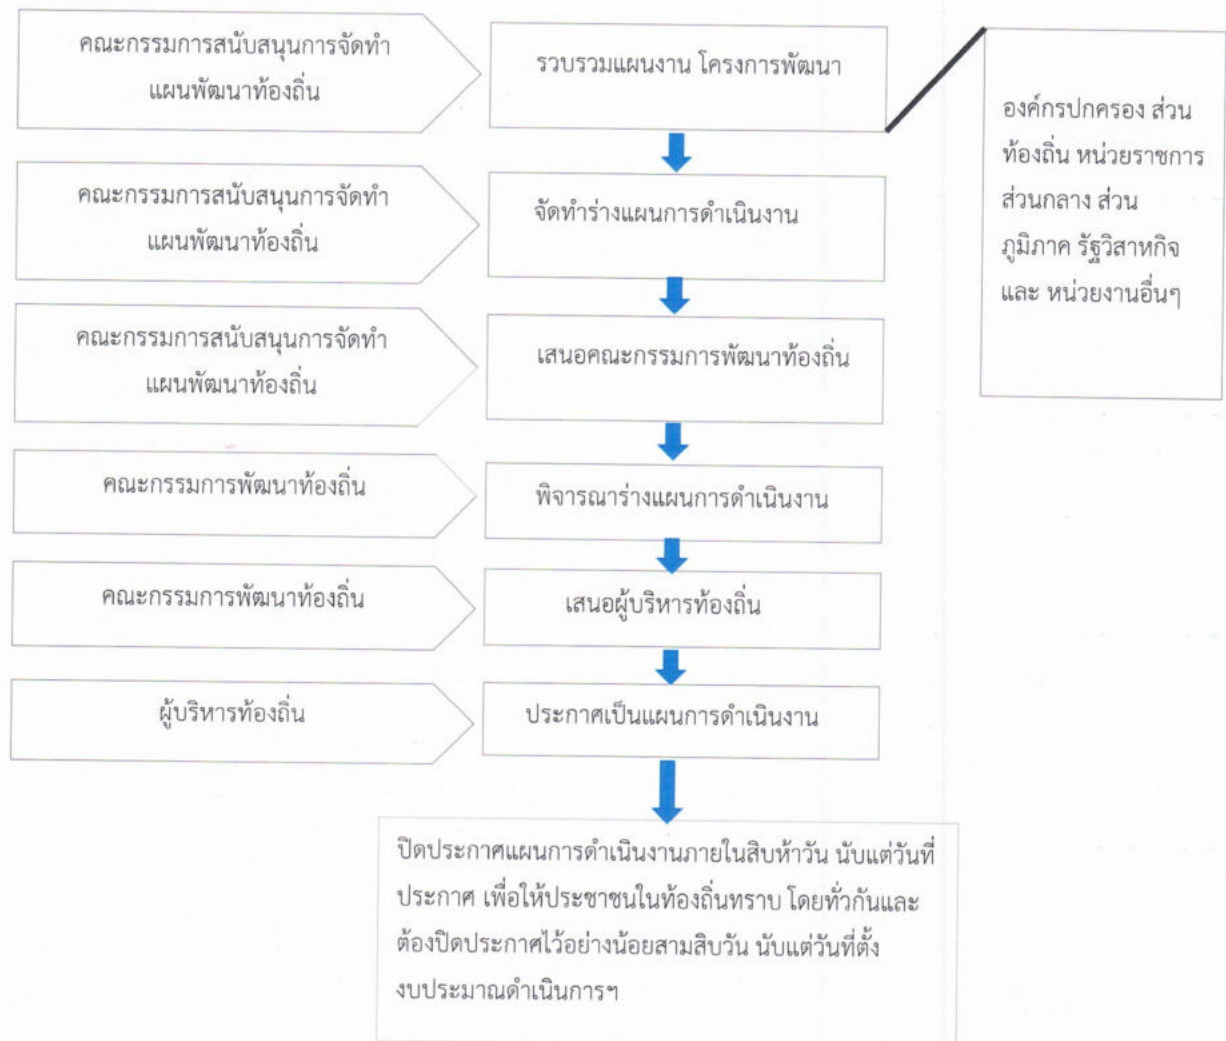 คณะกรรมการสนับสนุนการจัดทำ
แผนพัฒนาท้องถิ่น
รวบรวมแผนงาน โครงการพัฒนา
องค์กรปกครอง ส่วน
ท้องถิ่น หน่วยราชการ
ส่วนกลาง ส่วน
ภูมิภาค รัฐวิสาหกิจ
และ หน่วยงานอื่นๆ
คณะกรรมการสนับสนุนการจัดทำ
แผนพัฒนาท้องถิ่น
จัดทำร่างแผนการดำเนินงาน
คณะกรรมการสนับสนุนการจัดทำ
แผนพัฒนาท้องถิ่น
เสนอคณะกรรมการพัฒนาท้องถิ่น
คณะกรรมการพัฒนาท้องถิ่น
พิจารณาร่างแผนการดำเนินงาน
คณะกรรมการพัฒนาท้องถิ่น
เสนอผู้บริหารท้องถิ่น
ผู้บริหารท้องถิ่น
ประกาศเป็นแผนการดำเนินงาน
ปิดประกาศแผนการดำเนินงานภายในสิบห้าวัน นับแต่วันที่
ประกาศ เพื่อให้ประชาชนในท้องถิ่นทราบ โดยทั่วกันและ
ต้องปิดประกาศไว้อย่างน้อยสามสิบวัน นับแต่วันที่ตั้ง
งบประมาณดำเนินการฯ